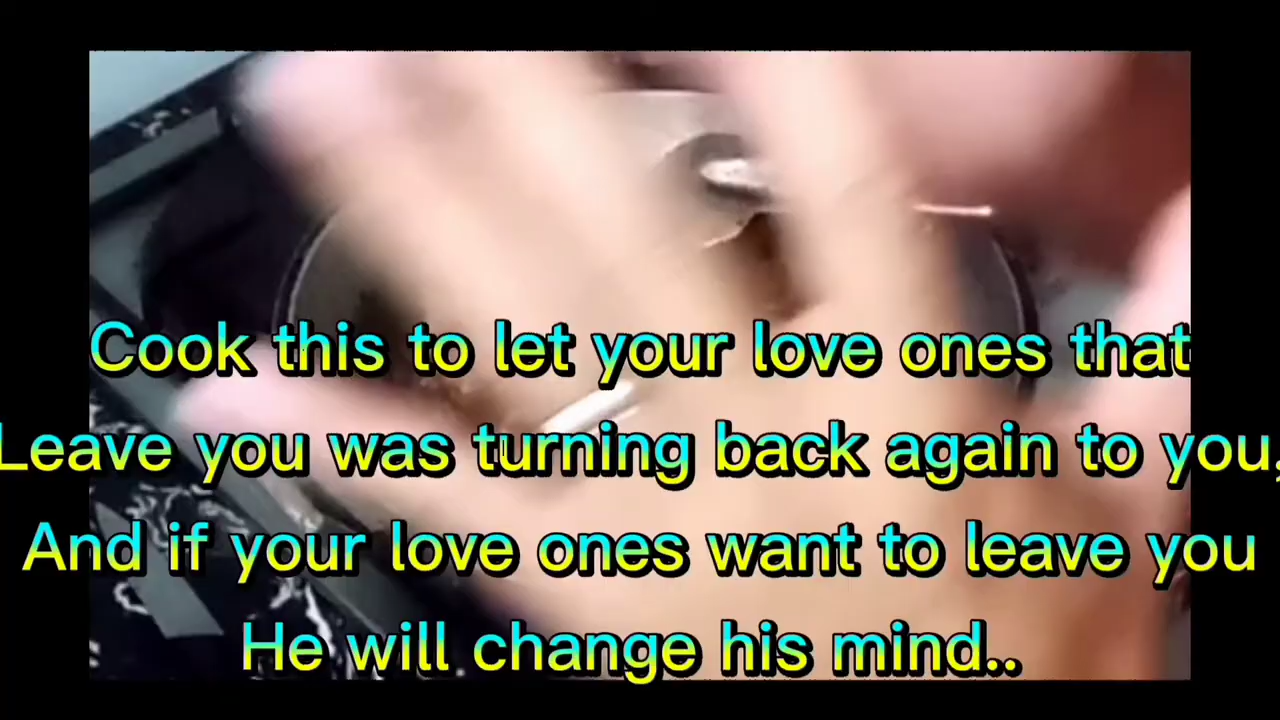 Cook this to let your love ones that
Leave you was turning back again to you,
And if your love ones want to leave you
He will change his mind..